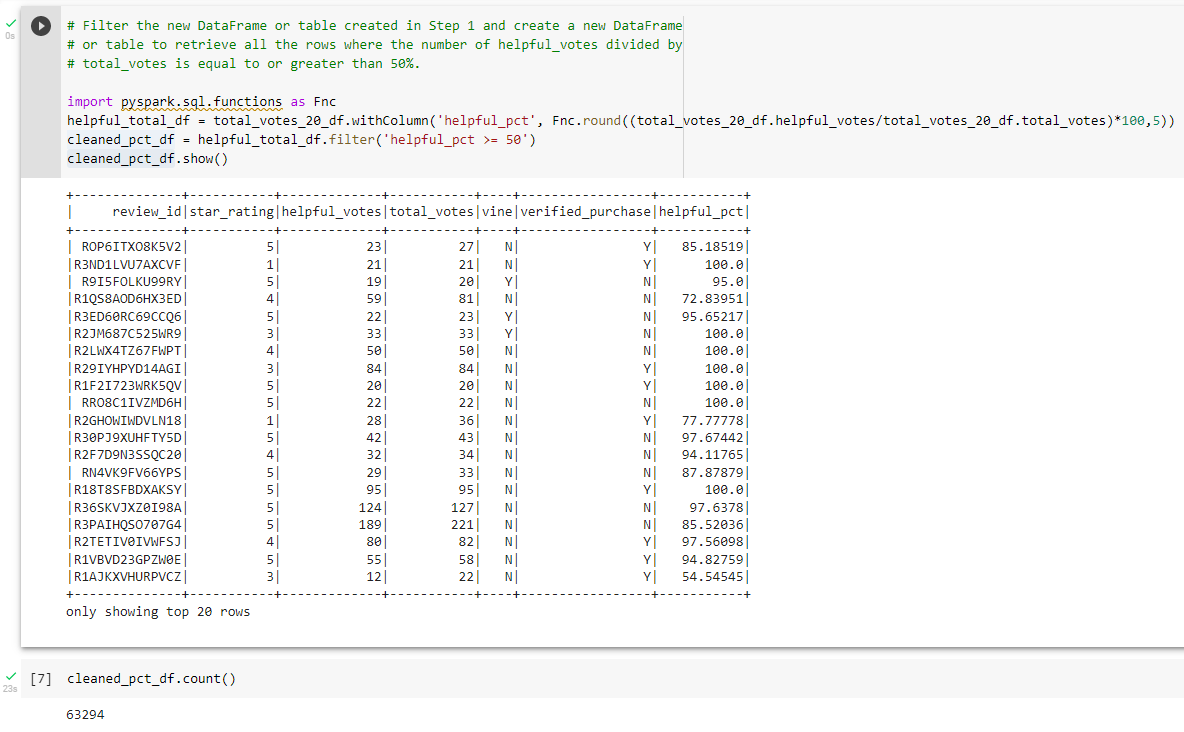 # Filter the new DataFrame or table created in Step 1 and create a new DataFrame
0s
# or table to retrieve all the rows where the number of helpful_votes divided by
# total_votes is equal to or greater than 50%.
import pyspark.sql.functions as Fnc
helpful_total_df = total_votes_20_df.withColumn('helpful_pct', Fnc.round((total_votes_20_df.helpful_votes/total_votes_20_df.total_votes)*100,5))
cleaned_pct_df = helpful_total_df.filter('helpful_pct >= 50')
cleaned_pct_df.show()
+--------------+-----------+-------------+-----------+----+-----------------+-----------+
|     review_id|star_rating|helpful_votes|total_votes|vine|verified_purchase|helpful_pct|
+--------------+-----------+-------------+-----------+----+-----------------+-----------+
| ROP6ITXO8K5V2|          5|           23|         27|   N|                Y|   85.18519|
|R3ND1LVU7AXCVF|          1|           21|         21|   N|                Y|      100.0|
| R9I5FOLKU99RY|          5|           19|         20|   Y|                N|       95.0|
|R1QS8AOD6HX3ED|          4|           59|         81|   N|                N|   72.83951|
|R3ED60RC69CCQ6|          5|           22|         23|   Y|                N|   95.65217|
|R2JM687C525WR9|          3|           33|         33|   Y|                N|      100.0|
|R2LWX4TZ67FWPT|          4|           50|         50|   N|                N|      100.0|
|R29IYHPYD14AGI|          3|           84|         84|   N|                Y|      100.0|
|R1F2I723WRK5QV|          5|           20|         20|   N|                Y|      100.0|
| RRO8C1IVZMD6H|          5|           22|         22|   N|                N|      100.0|
|R2GHOWIWDVLN18|          1|           28|         36|   N|                Y|   77.77778|
|R30PJ9XUHFTY5D|          5|           42|         43|   N|                N|   97.67442|
|R2F7D9N3SSQC20|          4|           32|         34|   N|                N|   94.11765|
| RN4VK9FV66YPS|          5|           29|         33|   N|                N|   87.87879|
|R18T8SFBDXAKSY|          5|           95|         95|   N|                Y|      100.0|
|R36SKVJXZ0I98A|          5|          124|        127|   N|                N|    97.6378|
|R3PAIHQSO707G4|          5|          189|        221|   N|                N|   85.52036|
|R2TETIV0IVWFSJ|          4|           80|         82|   N|                Y|   97.56098|
|R1VBVD23GPZW0E|          5|           55|         58|   N|                Y|   94.82759|
|R1AJKXVHURPVCZ|          3|           12|         22|   N|                Y|   54.54545|
+--------------+-----------+-------------+-----------+----+-----------------+-----------+
only showing top 20 rows
[7] cleaned_pct_df.count()
23s
63294